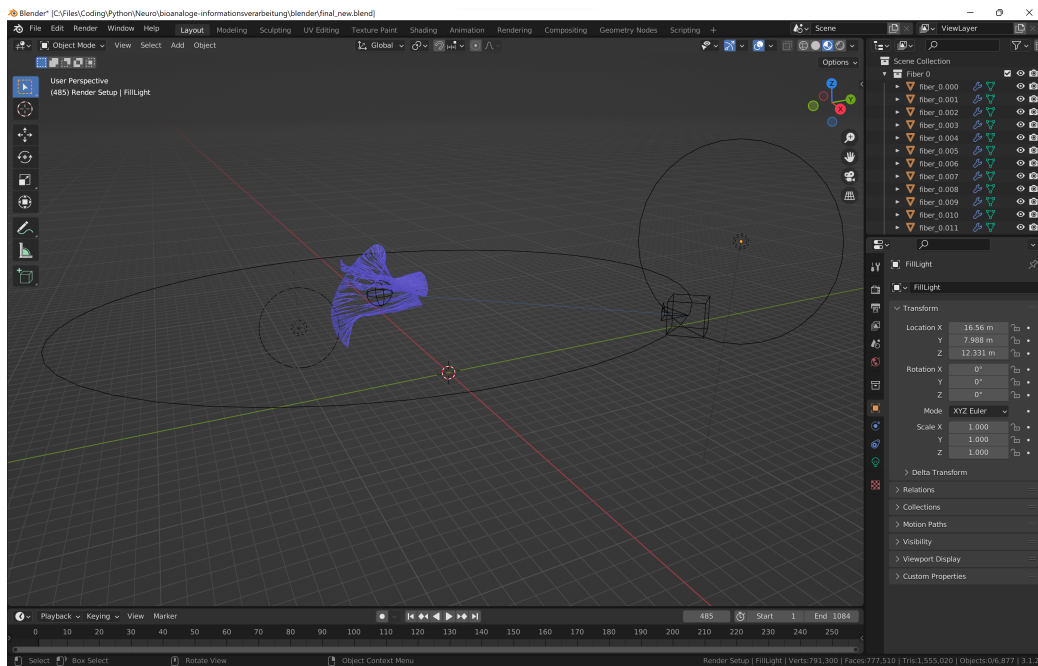 Blender* [C:\Files\Coding\Python\Neuro\bioanaloge-informationsverarbeitung\blender\final_new.blend]
File Edit Render Window Help Layout Modeling Sculpting UV Editing Texture Paint Shading Animation Rendering Compositing Geometry Nodes Scripting + Scene ViewLayer
Object Mode View Select Add Object Global
Options
User Perspective
(485) Render Setup | FillLight
Z
Y
X
Scene Collection
Fiber 0
fiber_0.000
fiber_0.001
fiber_0.002
fiber_0.003
fiber_0.004
fiber_0.005
fiber_0.006
fiber_0.007
fiber_0.008
fiber_0.009
fiber_0.010
fiber_0.011
FillLight
FillLight
Transform
Location X 16.56 m
Y 7.988 m
Z 12.331 m
Rotation X 0°
Y 0°
Z 0°
Mode XYZ Euler
Scale X 1.000
Y 1.000
Z 1.000
Delta Transform
Relations
Collections
Motion Paths
Visibility
Viewport Display
Custom Properties
Playback Keying View Marker 485 Start 1 End 1084
0 10 20 30 40 50 60 70 80 90 100 110 120 130 140 150 160 170 180 190 200 210 220 230 240 250
Select Box Select Rotate View Object Context Menu Render Setup | FillLight | Verts:791,300 | Faces:777,510 | Tris:1,555,020 | Objects:0/6,877 | 3.1.2